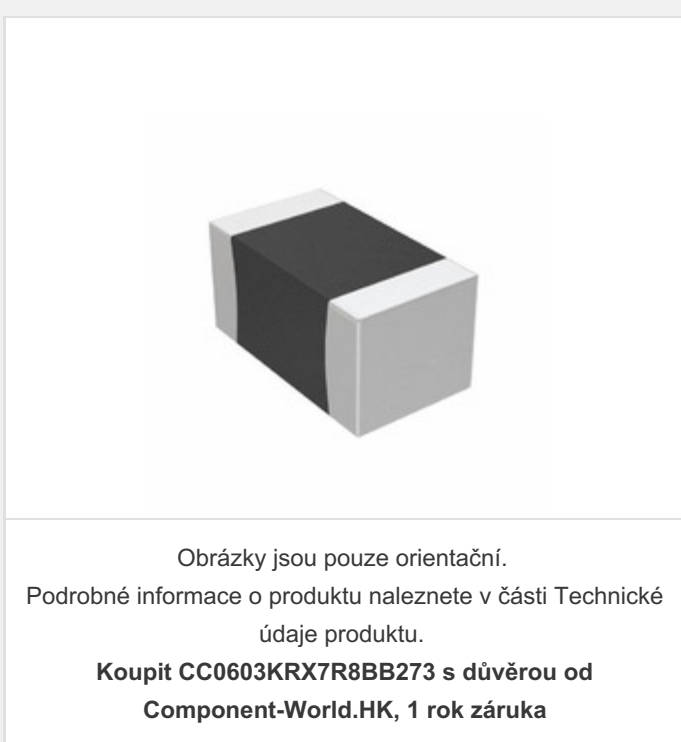 Obrázky jsou pouze orientační.
Podrobné informace o produktu naleznete v části Technické
údaje produktu.
Koupit CC0603KRX7R8BB273 s důvěrou od
Component-World.HK, 1 rok záruka